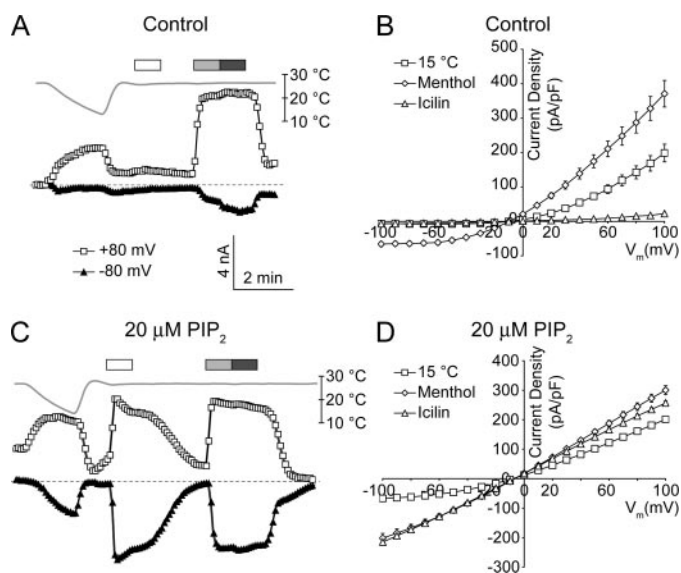 A Control
30 °C
20 °C
10 °C
+80 mV
-80 mV
4 nA
2 min
B Control
15 °C
Menthol
Icilin
Current Density
(pA/pF)
500
400
300
200
100
-100
-100 -60 -20 0 20 60 100
Vm(mV)
C 20 μM PIP2
30 °C
20 °C
10 °C
D 20 μM PIP2
15 °C
Menthol
Icilin
Current Density
(pA/pF)
400
300
200
100
-100
-200
-300
-100 -60 -20 0 20 60 100
Vm(mV)